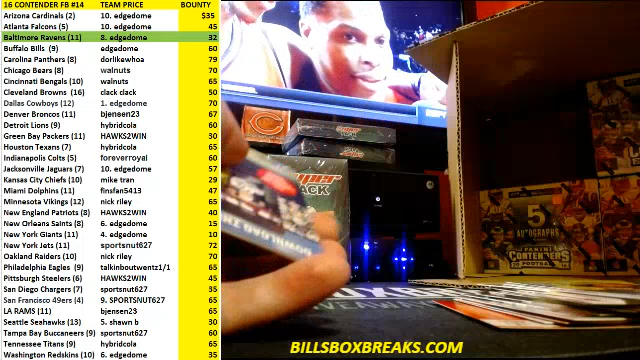 16 CONTENDER FB #14 TEAM PRICE BOUNTY
Arizona Cardinals (2) 10. edgedome $35
Atlanta Falcons (5) 10. edgedome 45
Baltimore Ravens (11) 8. edgedome 32
Buffalo Bills (9) edgedome 60
Carolina Panthers (8) dorlikewhoa 79
Chicago Bears (8) walnuts 70
Cincinnati Bengals (10) walnuts 65
Cleveland Browns (16) clack clack 50
Dallas Cowboys (12) 1. edgedome 70
Denver Broncos (11) bjensen23 67
Detroit Lions (9) hybridcola 60
Green Bay Packers (11) HAWKS2WIN 30
Houston Texans (7) hybridcola 65
Indianapolis Colts (5) foreverroyal 60
Jacksonville Jaguars (7) 10. edgedome 57
Kansas City Chiefs (10) mike tran 29
Miami Dolphins (11) finsfan5413 47
Minnesota Vikings (12) nick riley 65
New England Patriots (8) HAWKS2WIN 40
New Orleans Saints (8) 6. edgedome 15
New York Giants (11) 4. edgedome 10
New York Jets (11) sportsnut627 72
Oakland Raiders (10) nick riley 70
Philadelphia Eagles (9) talkinboutwentz1/1 65
Pittsburgh Steelers (6) HAWKS2WIN 45
San Diego Chargers (7) sportsnut627 35
San Francisco 49ers (4) 9. SPORTSNUT627 65
LA RAMS (11) bjensen23 65
Seattle Seahawks (13) 5. shawn b 30
Tampa Bay Buccaneers (9) sportsnut627 60
Tennessee Titans (9) hybridcola 65
Washington Redskins (10) 6. edgedome 35
5
AUTOGRAPHS
PANINI
CONTENDERS
BILLSBOXBREAKS.COM